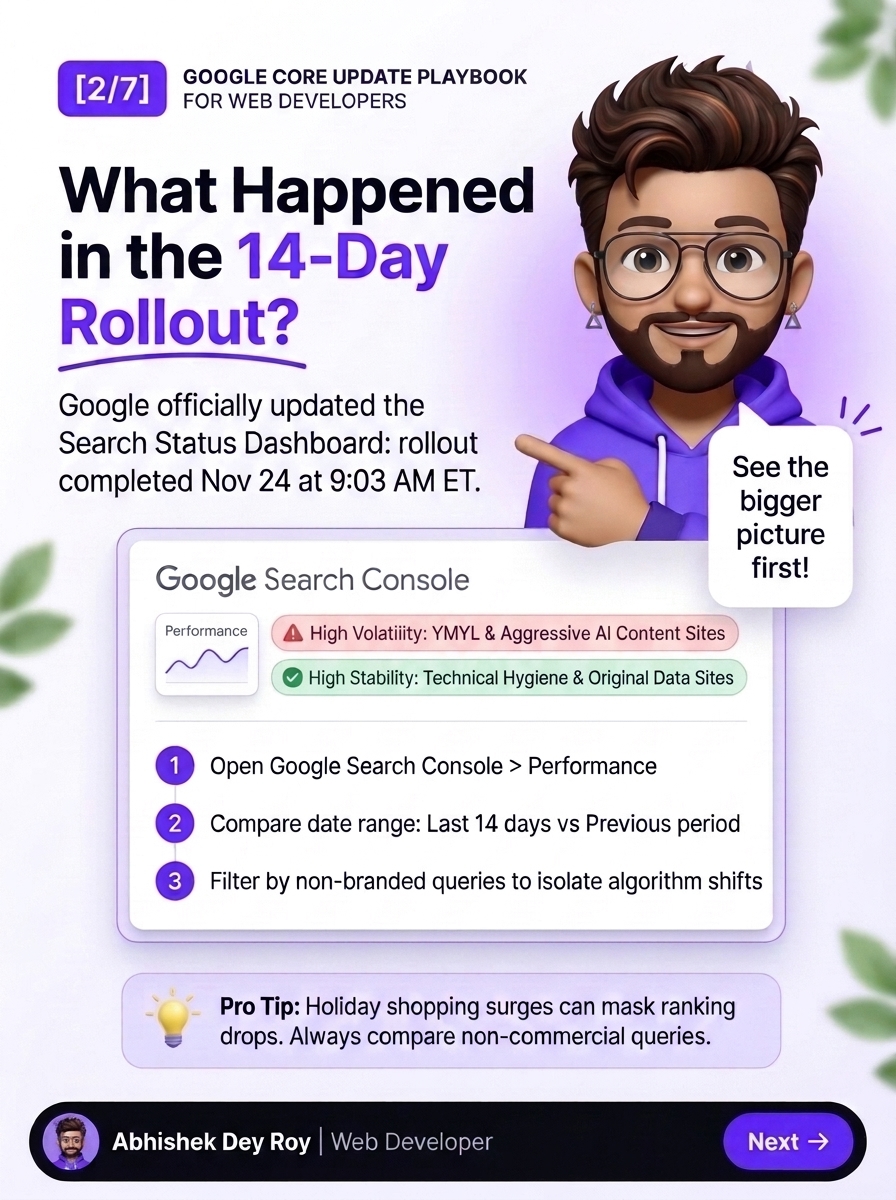 [2/7]
GOOGLE CORE UPDATE PLAYBOOK
FOR WEB DEVELOPERS
What Happened
in the 14-Day
Rollout?
Google officially updated the
Search Status Dashboard: rollout
completed Nov 24 at 9:03 AM ET.
See the
bigger
picture
first!
Google Search Console
Performance
High Volatiiity: YMYL & Aggressive AI Content Sites
High Stability: Technical Hygiene & Original Data Sites
1 Open Google Search Console > Performance
2 Compare date range: Last 14 days vs Previous period
3 Filter by non-branded queries to isolate algorithm shifts
Pro Tip: Holiday shopping surges can mask ranking
drops. Always compare non-commercial queries.
Abhishek Dey Roy | Web Developer
Next →